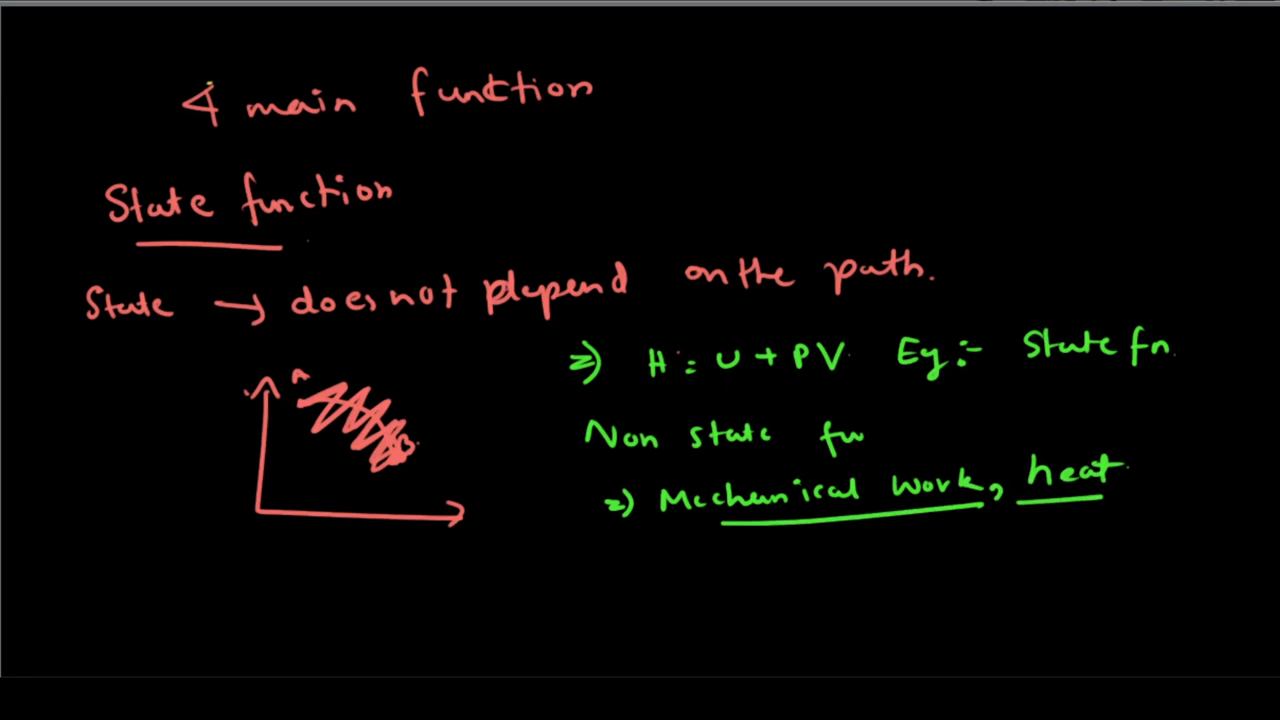 4 main function
State function
State → does not depend on the path.
⇒) H = U + PV Eg :- State fn.
Non state fn
⇒) Mechanical work, heat.
A
B